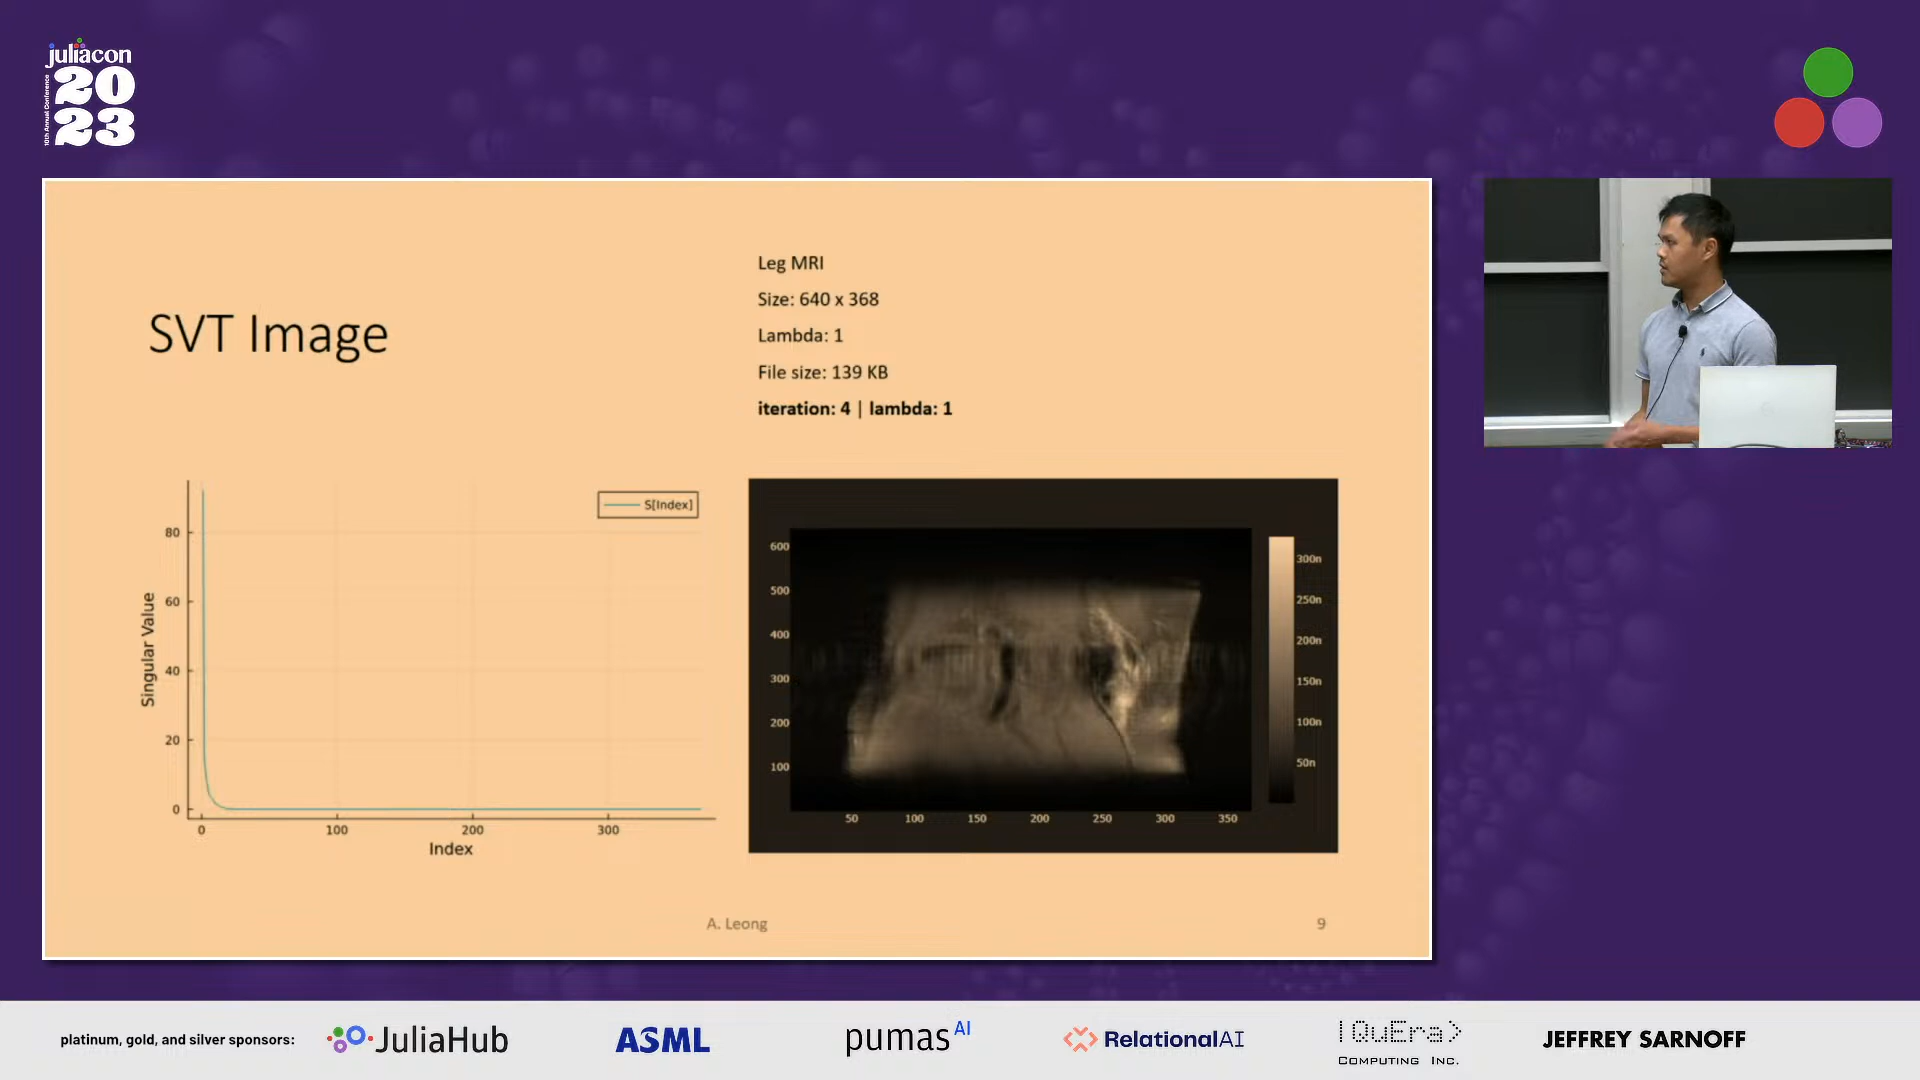 juliacon
10th Annual Conference
20
23
SVT Image
Leg MRI
Size: 640 x 368
Lambda: 1
File size: 139 KB
iteration: 4 | lambda: 1
S[Index]
80
60
40
20
0
Singular Value
0 100 200 300
Index
600
500
400
300
200
100
50 100 150 200 250 300 350
300n
250n
200n
150n
100n
50n
A. Leong
9
platinum, gold, and silver sponsors:
JuliaHub
ASML
pumasAI
RelationalAI
|QuEra>
COMPUTING INC.
JEFFREY SARNOFF